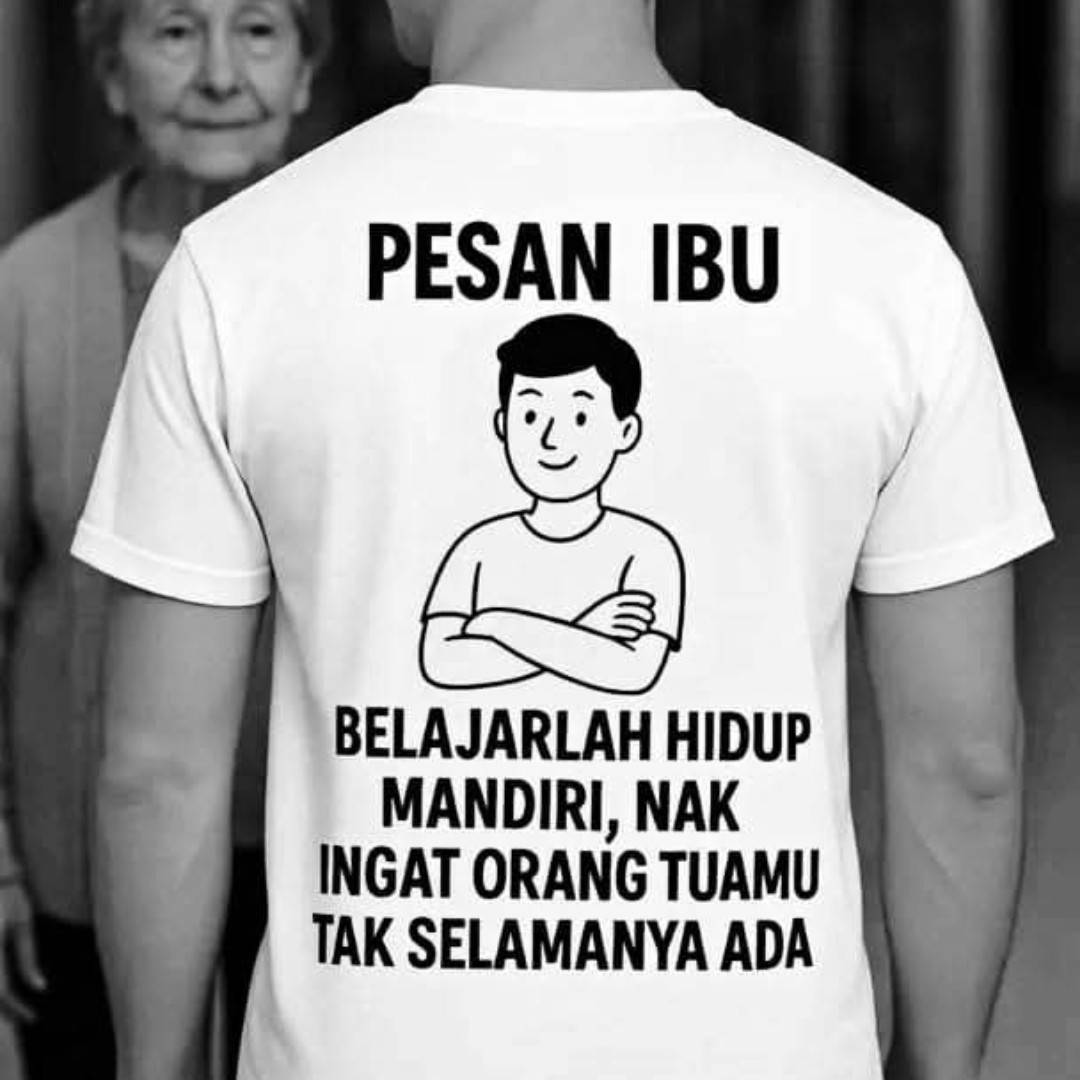 PESAN IBU
BELAJARLAH HIDUP
MANDIRI, NAK
INGAT ORANG TUAMU
TAK SELAMANYA ADA